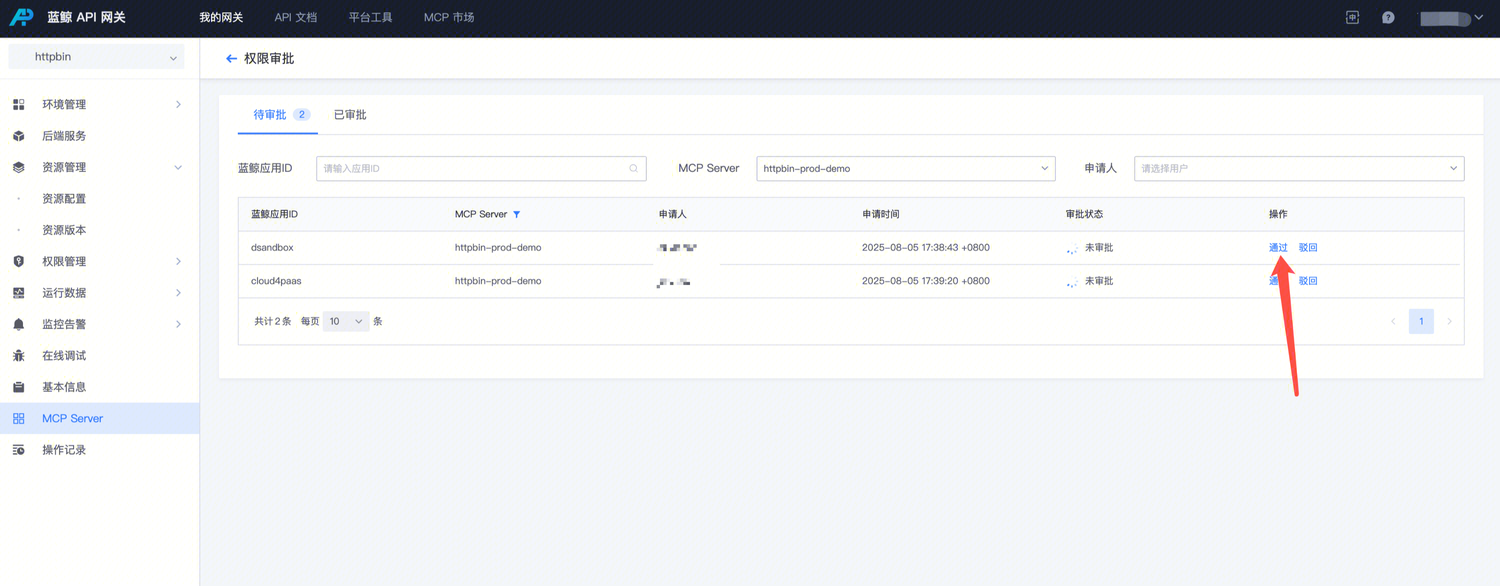 蓝鲸 API 网关 我的网关 API 文档 平台工具 MCP 市场
httpbin
权限审批
环境管理
后端服务
资源管理
资源配置
资源版本
权限管理
运行数据
监控告警
在线调试
基本信息
MCP Server
操作记录
待审批 2 已审批
蓝鲸应用ID 请输入应用ID MCP Server httpbin-prod-demo 申请人 请选择用户
蓝鲸应用ID MCP Server 申请人 申请时间 审批状态 操作
dsandbox httpbin-prod-demo 2025-08-05 17:38:43 +0800 未审批 通过 驳回
cloud4paas httpbin-prod-demo 2025-08-05 17:39:20 +0800 未审批 通 驳回
共计 2 条 每页 10 条 1